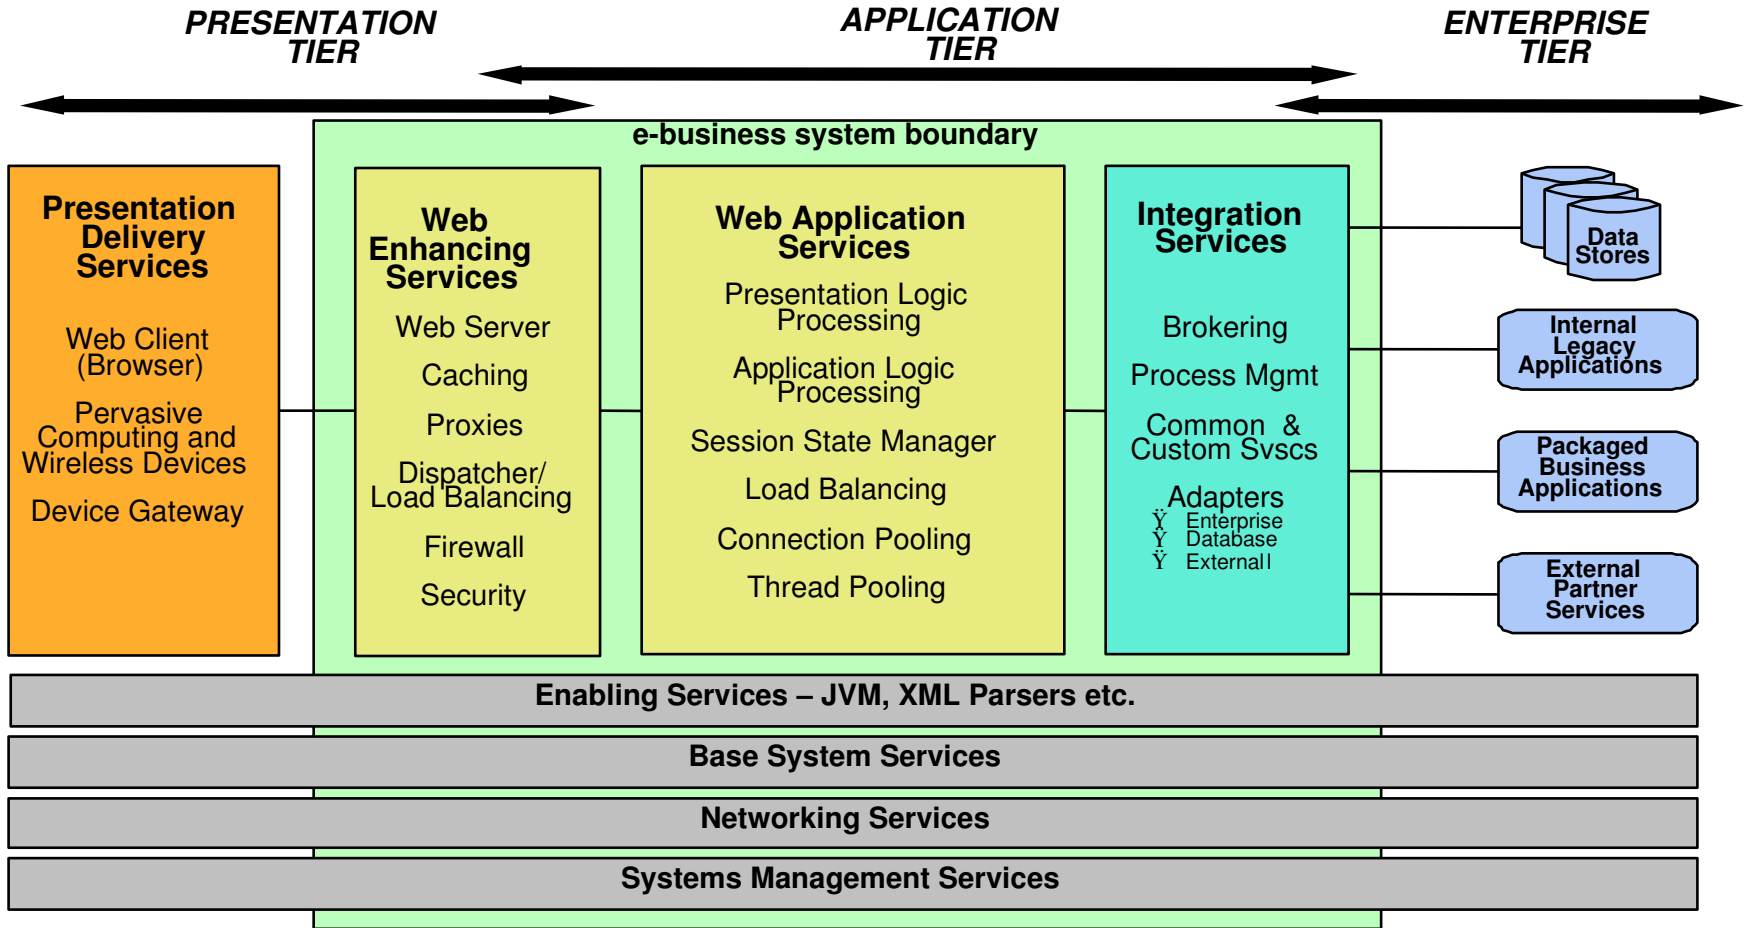 PRESENTATION
TIER
APPLICATION
TIER
ENTERPRISE
TIER
e-business system boundary
Presentation
Delivery
Services
Web Client
(Browser)
Pervasive
Computing and
Wireless Devices
Device Gateway
Web
Enhancing
Services
Web Server
Caching
Proxies
Dispatcher/
Load Balancing
Firewall
Security
Web Application
Services
Presentation Logic
Processing
Application Logic
Processing
Session State Manager
Load Balancing
Connection Pooling
Thread Pooling
Integration
Services
Brokering
Process Mgmt
Common &
Custom Svscs
Adapters
Ÿ Enterprise
Ÿ Database
Ÿ Externall
Data
Stores
Internal
Legacy
Applications
Packaged
Business
Applications
External
Partner
Services
Enabling Services – JVM, XML Parsers etc.
Base System Services
Networking Services
Systems Management Services